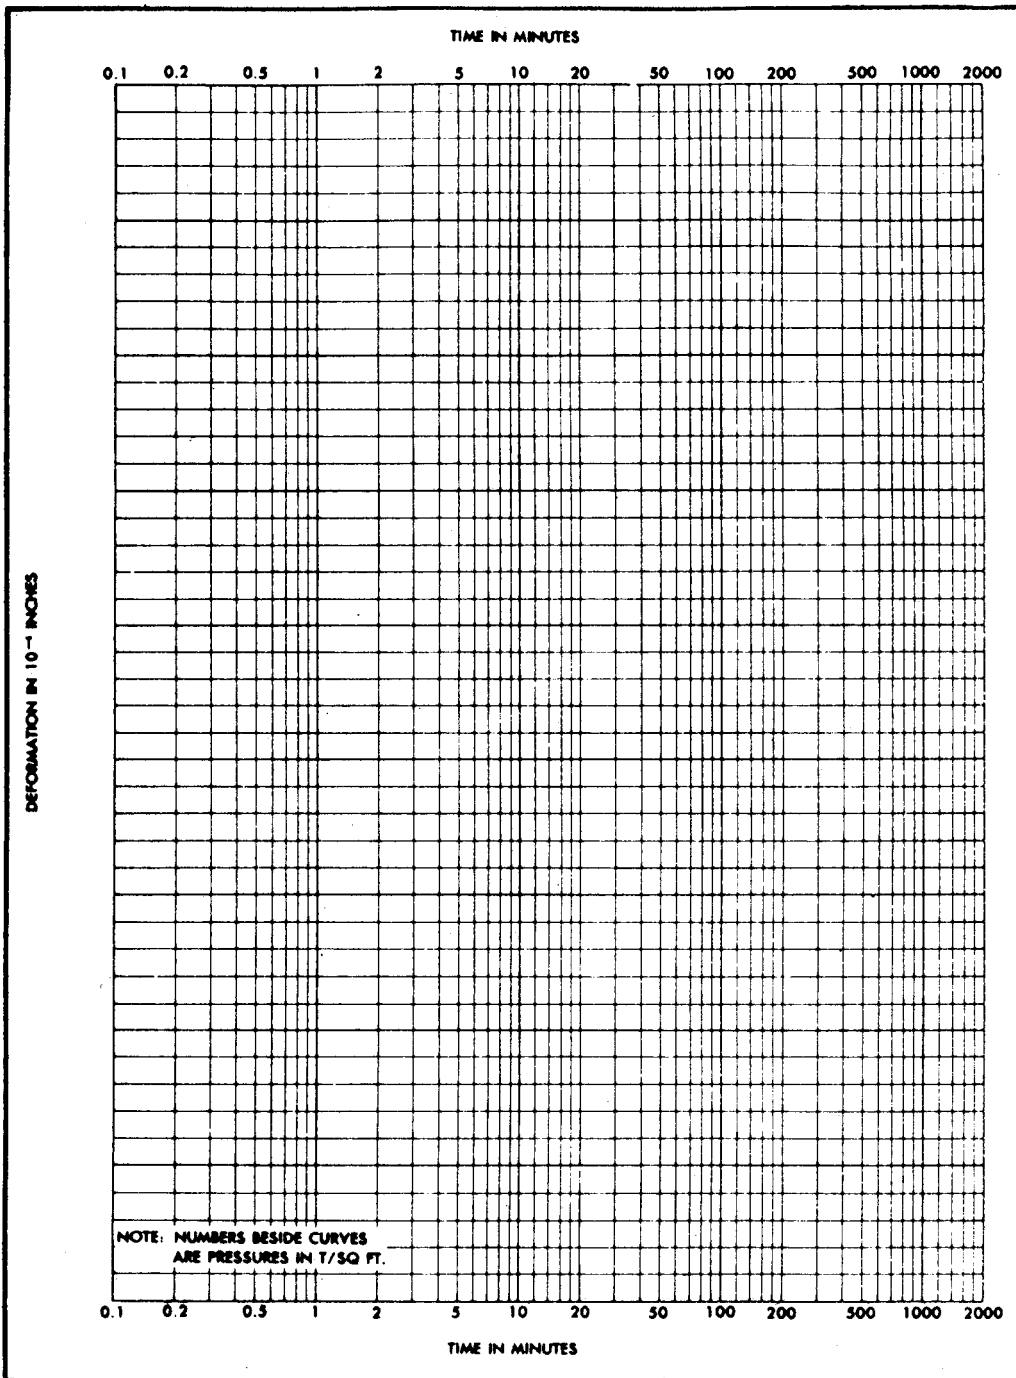 TIME IN MINUTES
0.1 0.2 0.5 1 2 5 10 20 50 100 200 500 1000 2000
DEFORMATION IN 10⁻⁴ INCHES
NOTE: NUMBERS BESIDE CURVES
ARE PRESSURES IN T/SQ FT.
0.1 0.2 0.5 1 2 5 10 20 50 100 200 500 1000 2000
TIME IN MINUTES